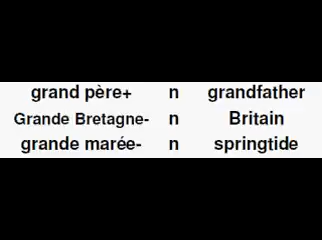 grand père+ n grandfather
Grande Bretagne- n Britain
grande marée- n springtide